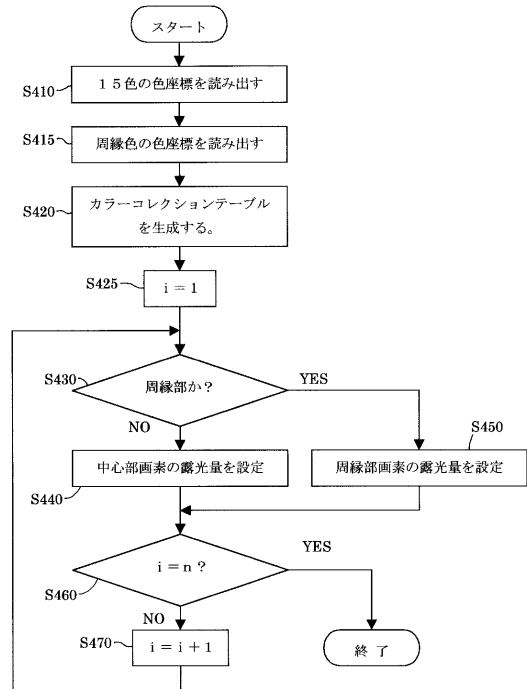 スタート
S410
15色の色座標を読み出す
S415
周縁色の色座標を読み出す
S420
カラーコレクションテーブル
を生成する。
S425
i = 1
S430
周縁部か?
YES
NO
S450
中心部画素の露光量を設定
周縁部画素の露光量を設定
S440
YES
i = n ?
S460
NO
S470
i = i + 1
終 了